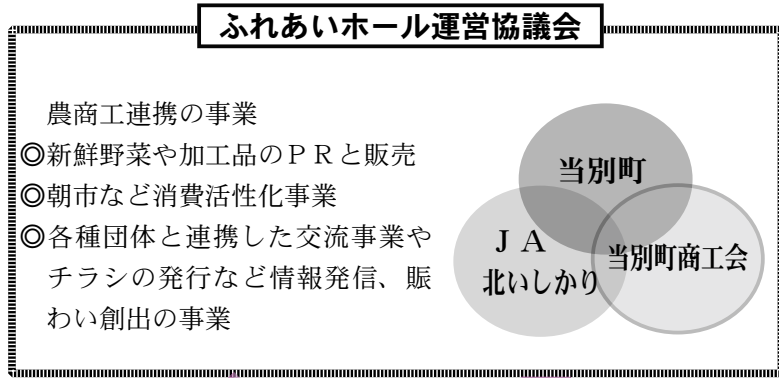 ふれあいホール運営協議会
農商工連携の事業
◎新鮮野菜や加工品のＰＲと販売
◎朝市など消費活性化事業
◎各種団体と連携した交流事業や
チラシの発行など情報発信、賑
わい創出の事業
当別町
ＪＡ
北いしかり
当別町商工会